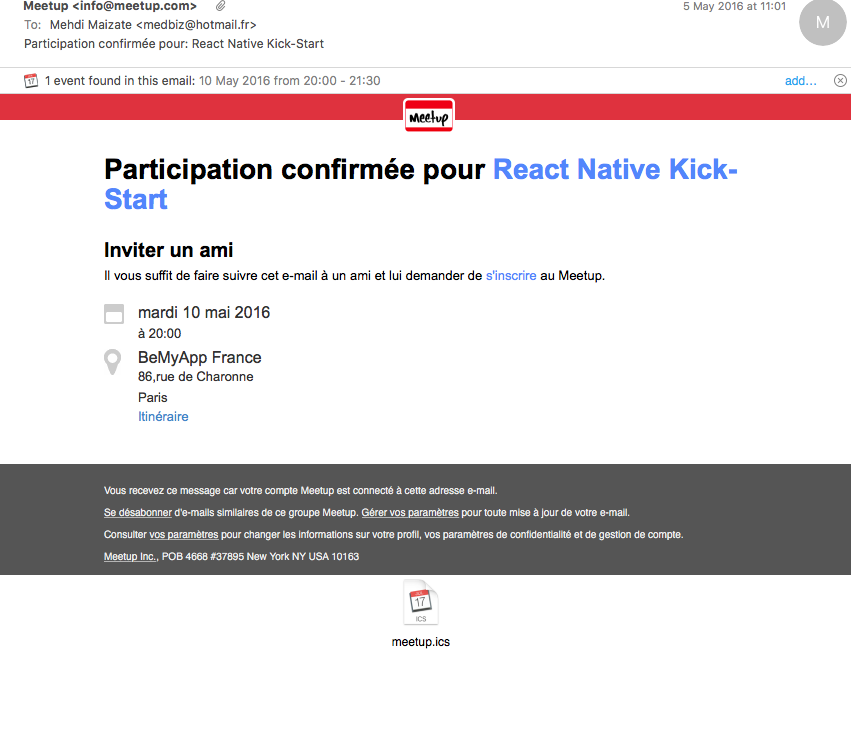 Meetup <info@meetup.com>
5 May 2016 at 11:01
M
To: Mehdi Maizate <medbiz@hotmail.fr>
Participation confirmée pour: React Native Kick-Start
17
1 event found in this email: 10 May 2016 from 20:00 - 21:30
add...
Meetup
Participation confirmée pour React Native Kick-
Start
Inviter un ami
Il vous suffit de faire suivre cet e-mail à un ami et lui demander de s'inscrire au Meetup.
mardi 10 mai 2016
à 20:00
BeMyApp France
86,rue de Charonne
Paris
Itinéraire
Vous recevez ce message car votre compte Meetup est connecté à cette adresse e-mail.
Se désabonner d'e-mails similaires de ce groupe Meetup. Gérer vos paramètres pour toute mise à jour de votre e-mail.
Consulter vos paramètres pour changer les informations sur votre profil, vos paramètres de confidentialité et de gestion de compte.
Meetup Inc., POB 4668 #37895 New York NY USA 10163
17
ICS
meetup.ics